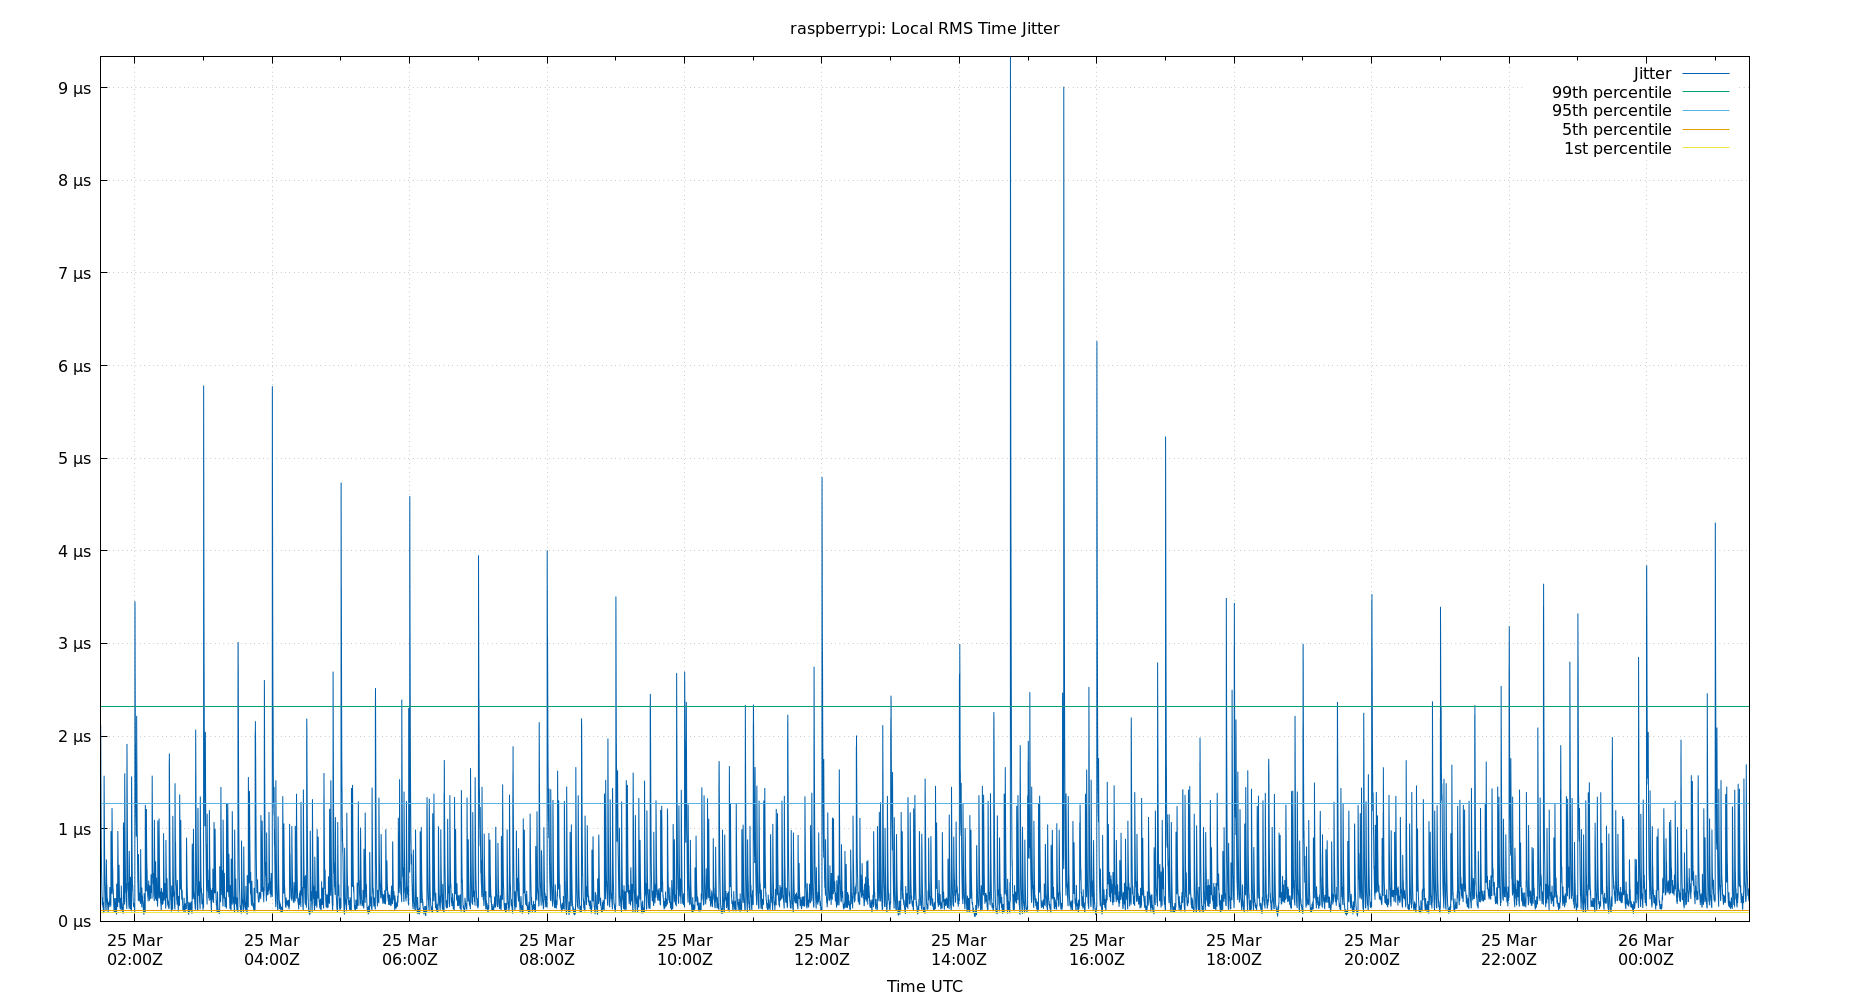 raspberrypi: Local RMS Time Jitter
Jitter
99th percentile
95th percentile
5th percentile
1st percentile
9 µs
8 µs
7 µs
6 µs
5 µs
4 µs
3 µs
2 µs
1 µs
0 µs
25 Mar 25 Mar 25 Mar 25 Mar 25 Mar 25 Mar 25 Mar 25 Mar 25 Mar 25 Mar 25 Mar 26 Mar
02:00Z 04:00Z 06:00Z 08:00Z 10:00Z 12:00Z 14:00Z 16:00Z 18:00Z 20:00Z 22:00Z 00:00Z
Time UTC